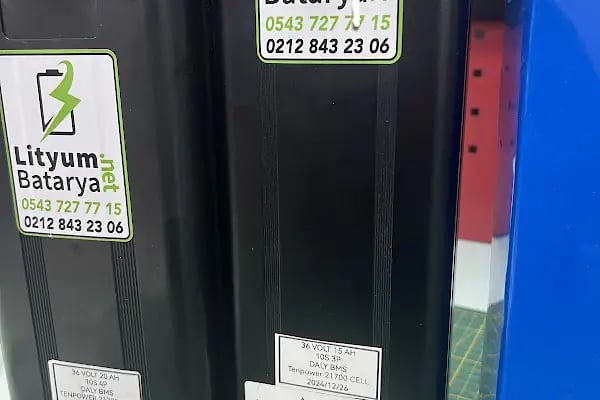 Lityum.net
Batarya
0543 727 77 15
0212 843 23 06
Batarya
0543 727 77 15
0212 843 23 06
36 VOLT 20 AH
10S 4P
DALY BMS
36 VOLT 15 AH
10S 3P
DALY BMS
Tenpower 21700 CELL
2024/12/26